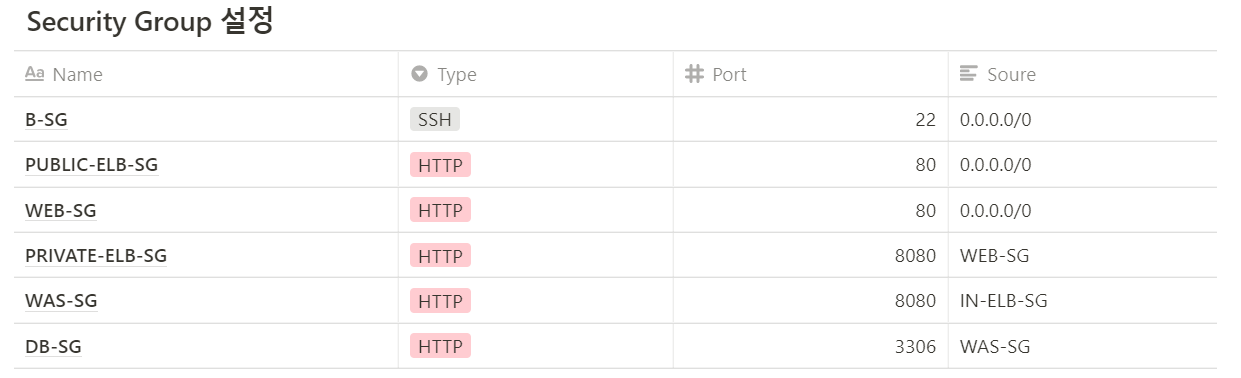 Security Group 설정
Aa Name Type # Port Soure
B-SG SSH 22 0.0.0.0/0
PUBLIC-ELB-SG HTTP 80 0.0.0.0/0
WEB-SG HTTP 80 0.0.0.0/0
PRIVATE-ELB-SG HTTP 8080 WEB-SG
WAS-SG HTTP 8080 IN-ELB-SG
DB-SG HTTP 3306 WAS-SG